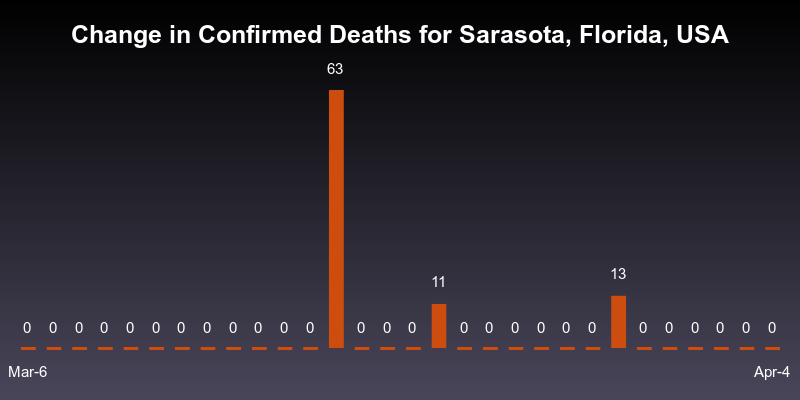 Change in Confirmed Deaths for Sarasota, Florida, USA
63
13
11
0 0 0 0 0 0 0 0 0 0 0 0 0 0 0 0 0 0 0 0 0 0 0 0 0 0 0
Mar-6 Apr-4